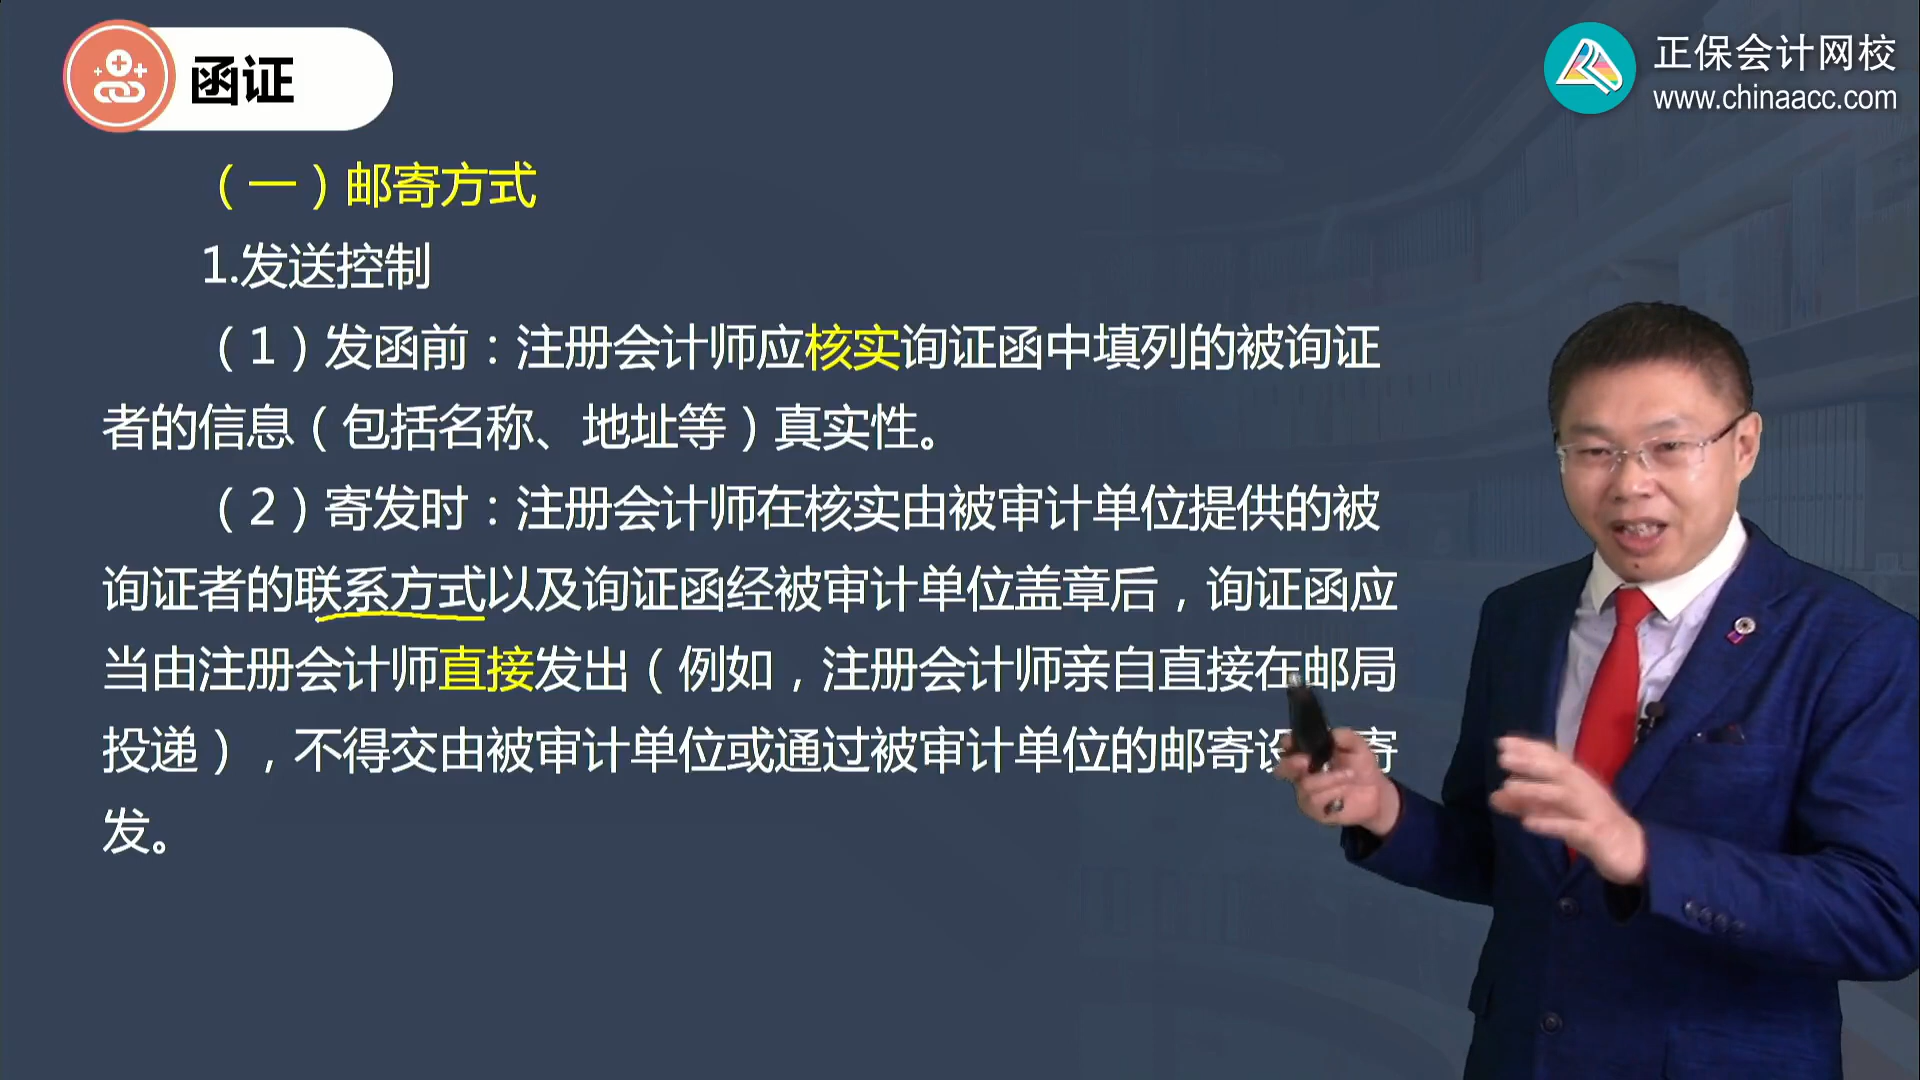 函证
正保会计网校
www.chinaacc.com
（一）邮寄方式
1.发送控制
（1）发函前：注册会计师应核实询证函中填列的被询证
者的信息（包括名称、地址等）真实性。
（2）寄发时：注册会计师在核实由被审计单位提供的被
询证者的联系方式以及询证函经被审计单位盖章后，询证函应
当由注册会计师直接发出（例如，注册会计师亲自直接在邮局
投递），不得交由被审计单位或通过被审计单位的邮寄设寄
发。